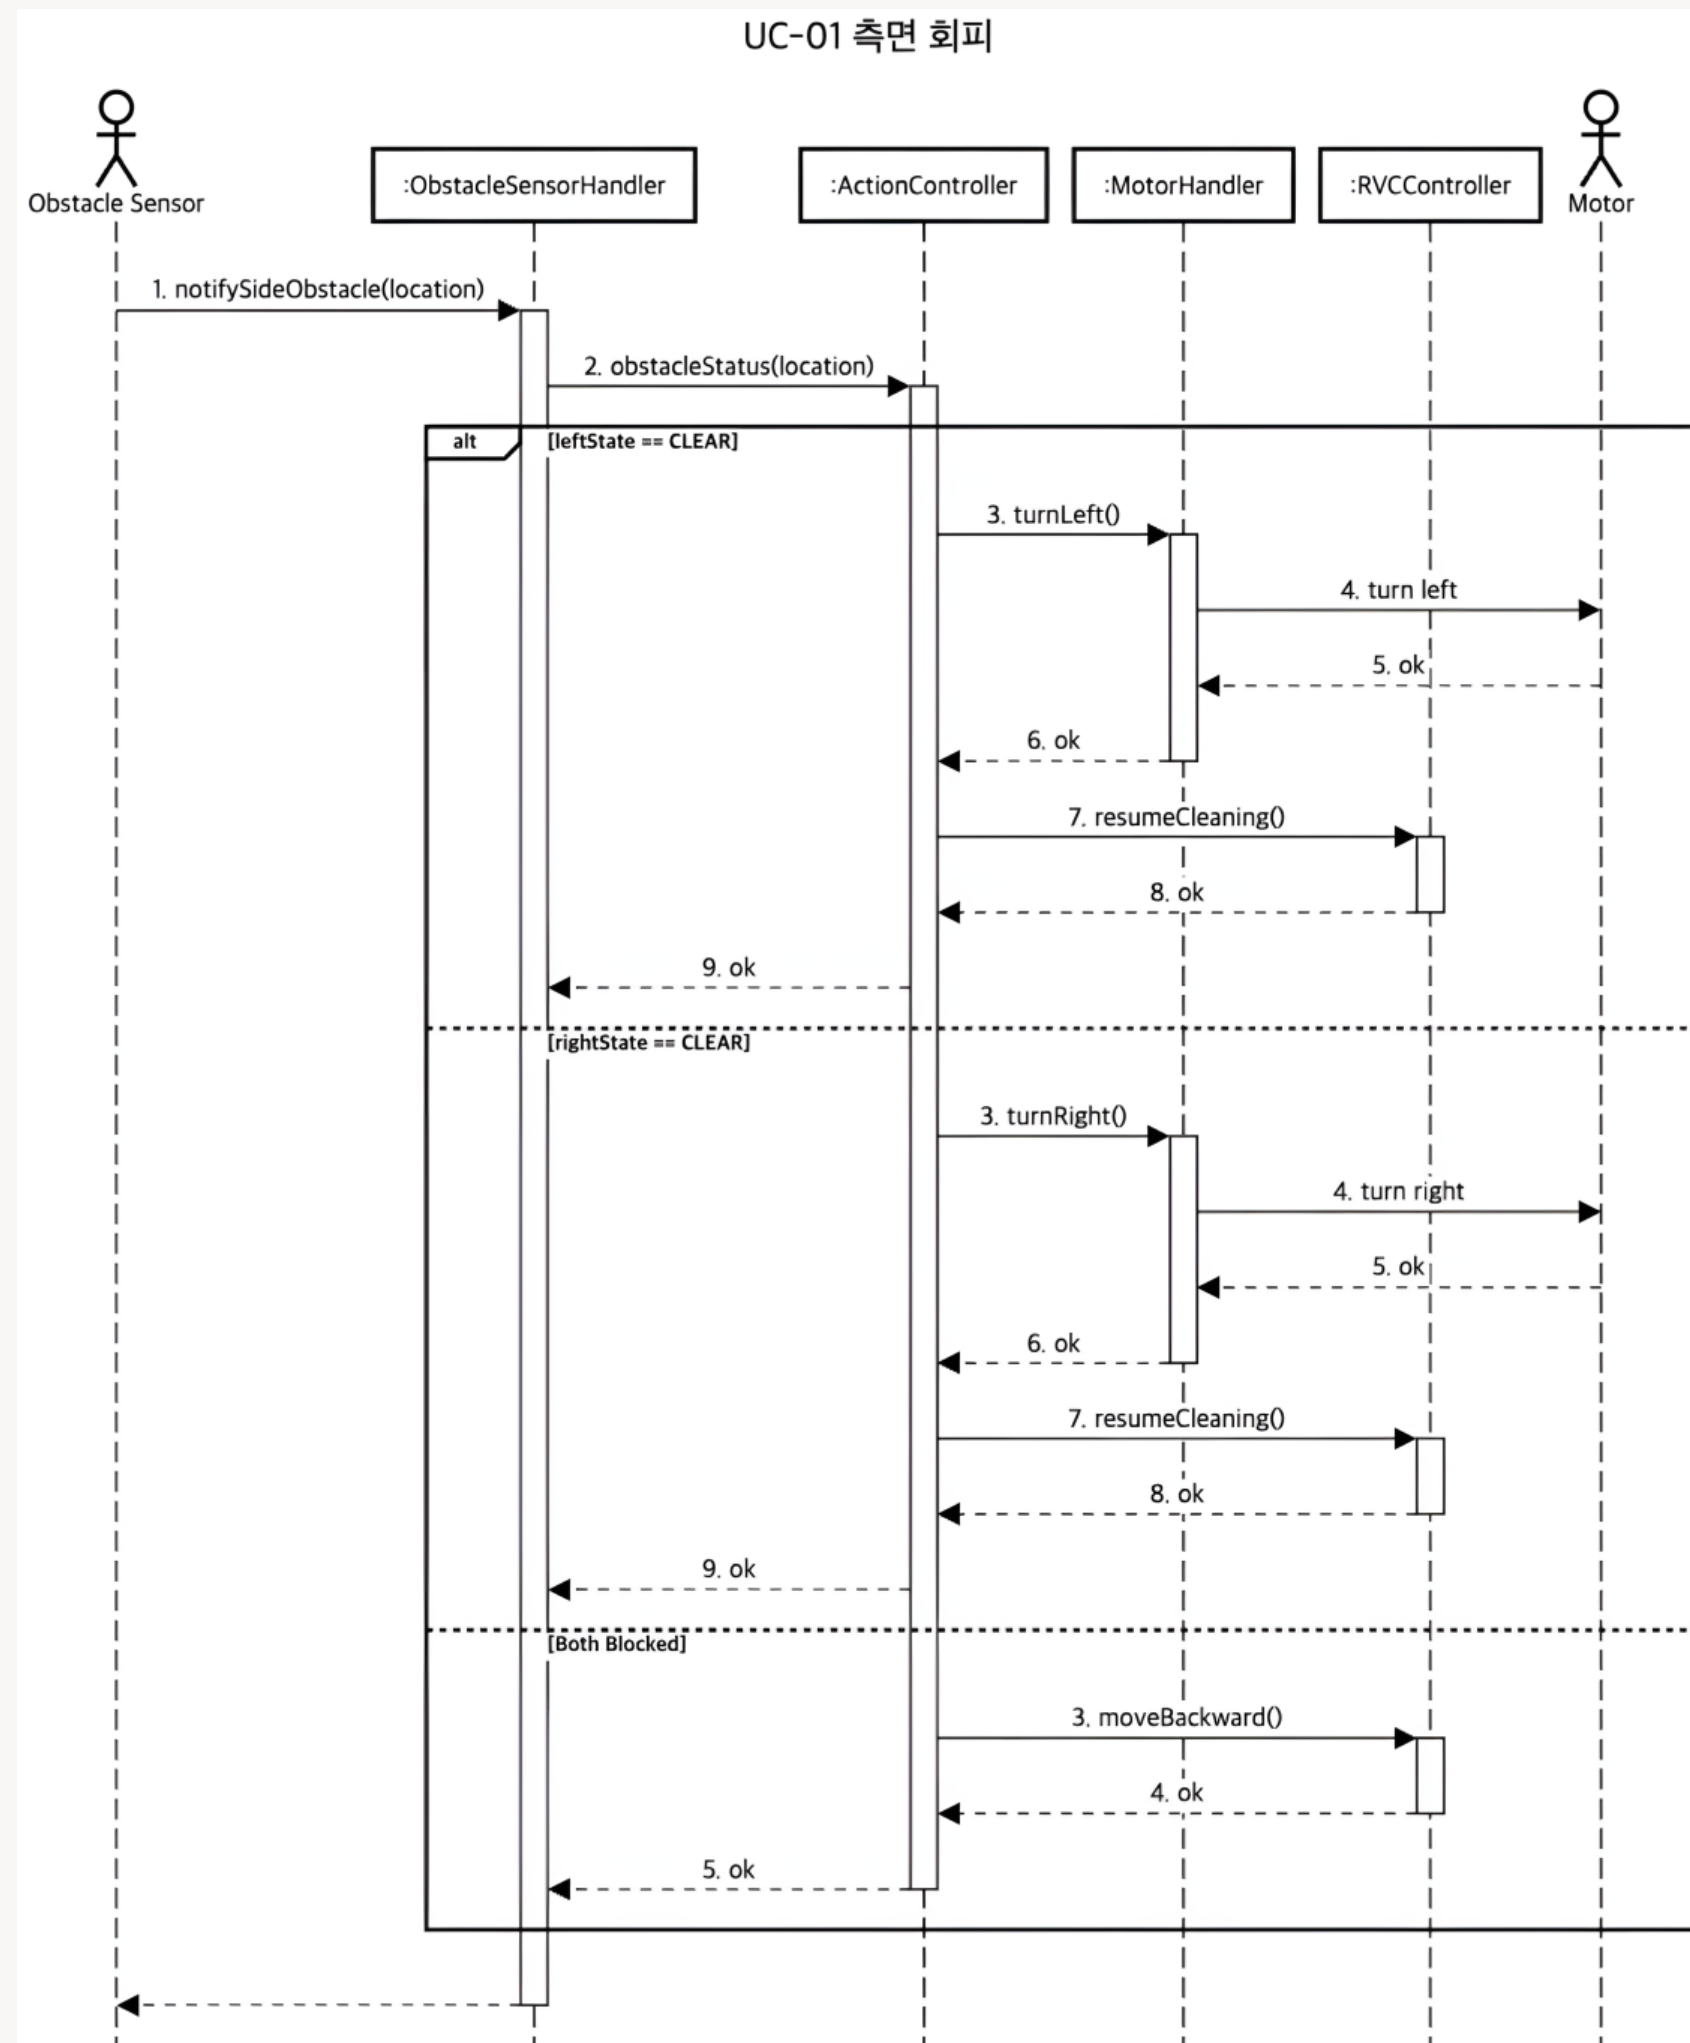 UC-01 측면 회피
Obstacle Sensor
:ObstacleSensorHandler
:ActionController
:MotorHandler
:RVCController
Motor
1. notifySideObstacle(location)
2. obstacleStatus(location)
alt
[leftState == CLEAR]
3. turnLeft()
4. turn left
5. ok
6. ok
7. resumeCleaning()
8. ok
9. ok
[rightState == CLEAR]
3. turnRight()
4. turn right
5. ok
6. ok
7. resumeCleaning()
8. ok
9. ok
[Both Blocked]
3. moveBackward()
4. ok
5. ok